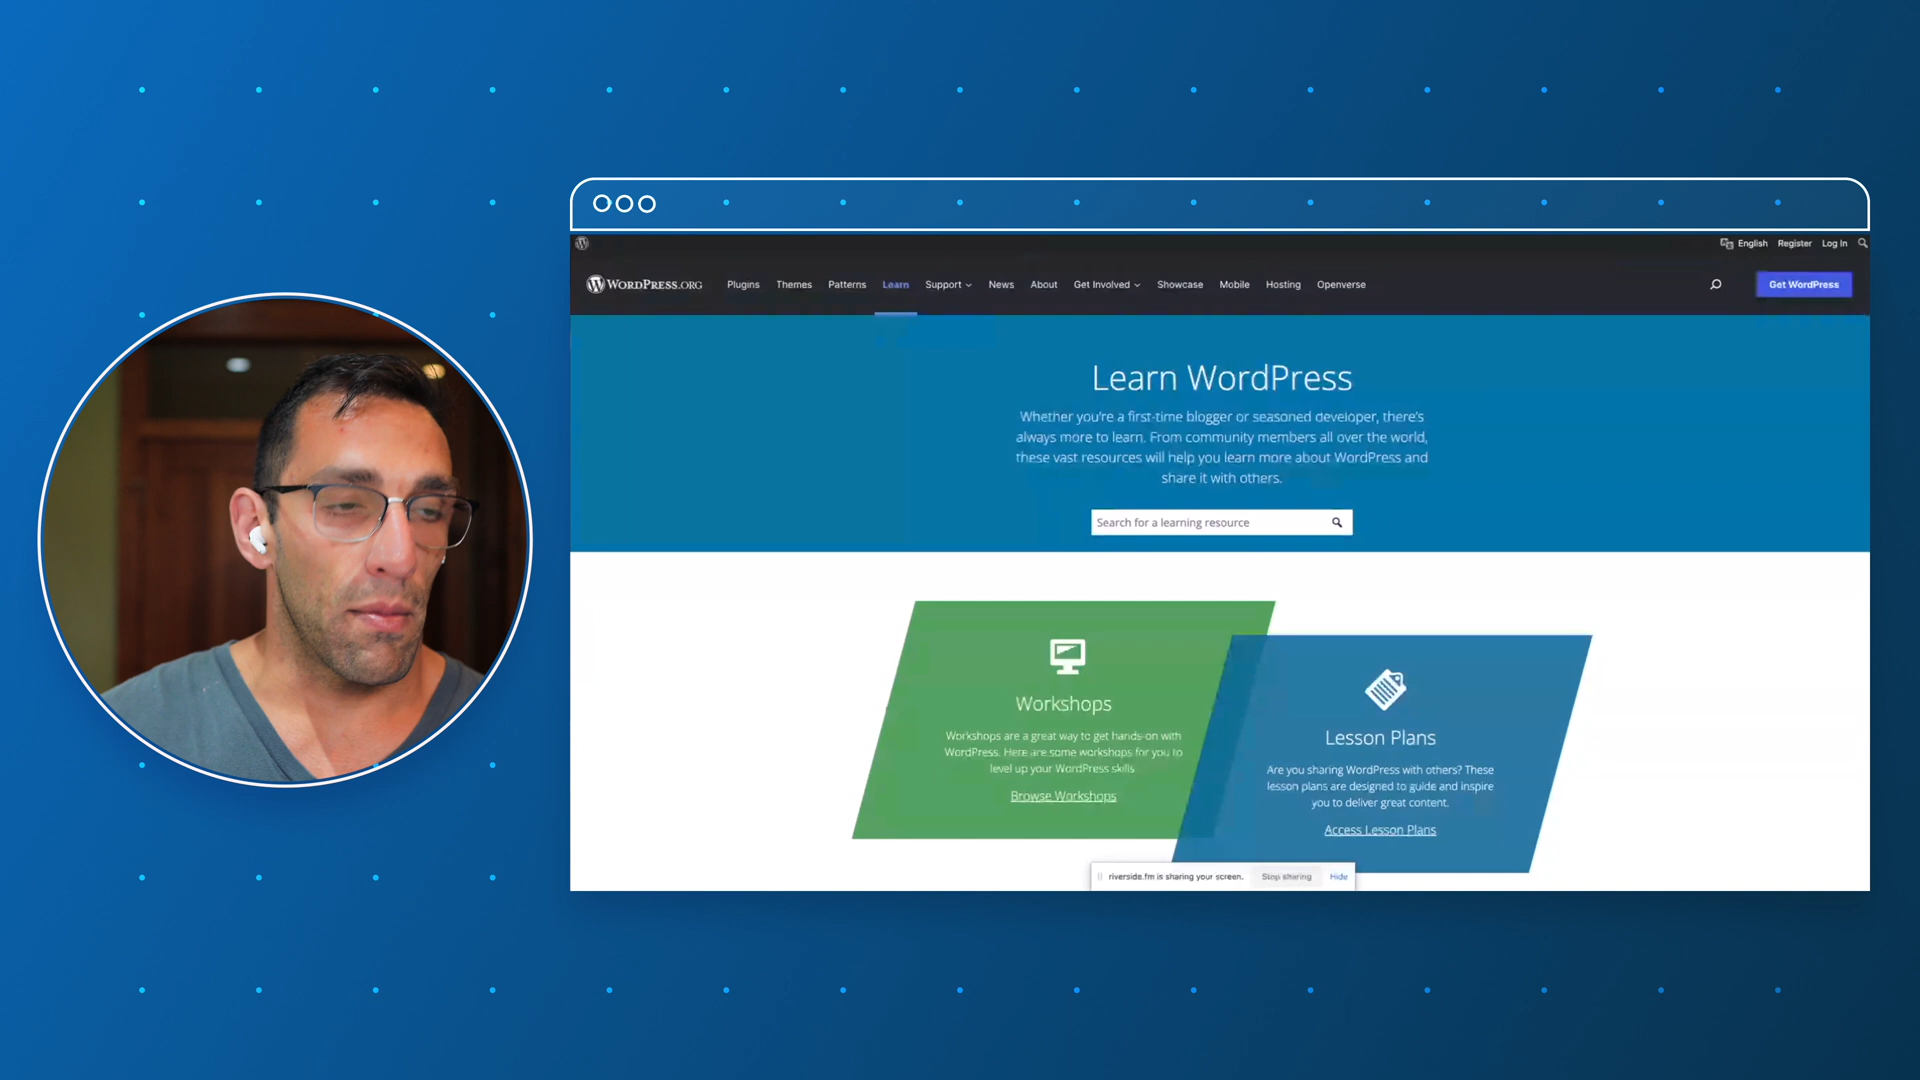 English Register Log In
WORDPRESS.ORG Plugins Themes Patterns Learn Support News About Get Involved Showcase Mobile Hosting Openverse Get WordPress
Learn WordPress
Whether you're a first-time blogger or seasoned developer, there's
always more to learn. From community members all over the world,
these vast resources will help you learn more about WordPress and
share it with others.
Search for a learning resource
Workshops
Workshops are a great way to get hands-on with
WordPress. Here are some workshops for you to
level up your WordPress skills
Browse Workshops
Lesson Plans
Are you sharing WordPress with others? These
lesson plans are designed to guide and inspire
you to deliver great content.
Access Lesson Plans
riverside.fm is sharing your screen. Stop sharing Hide